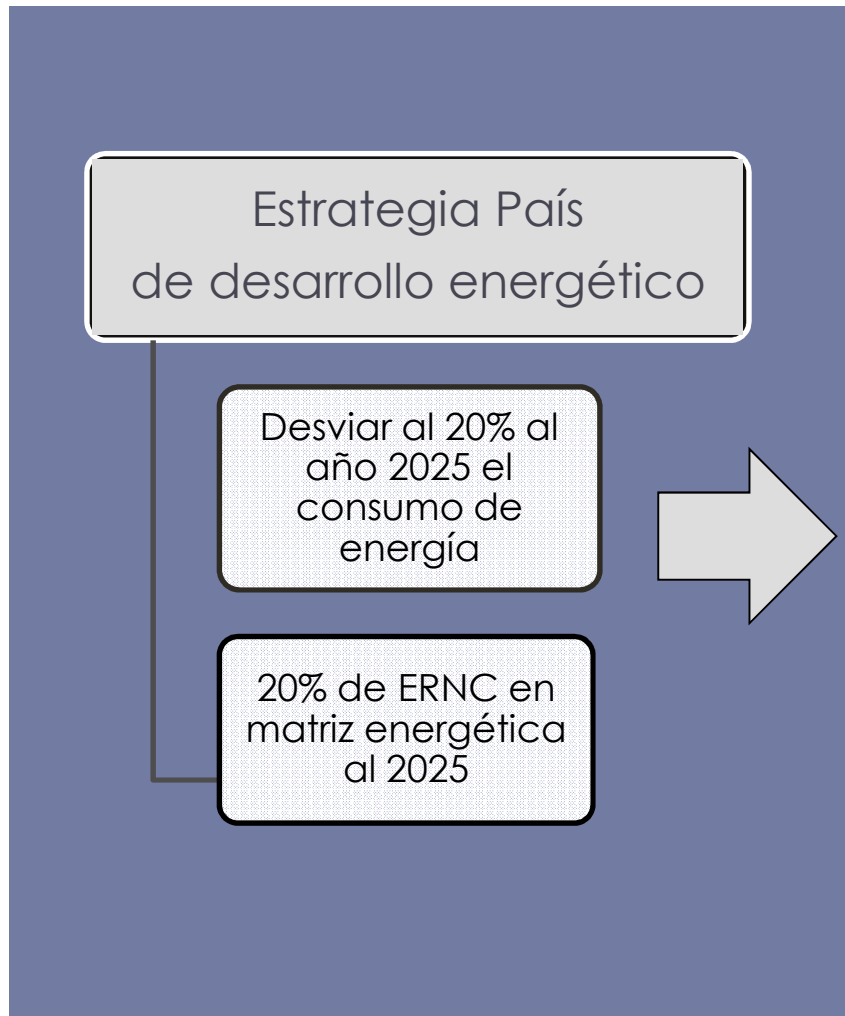 Estrategia País
de desarrollo energético
Desviar al 20% al
año 2025 el
consumo de
energía
20% de ERNC en
matriz energética
al 2025